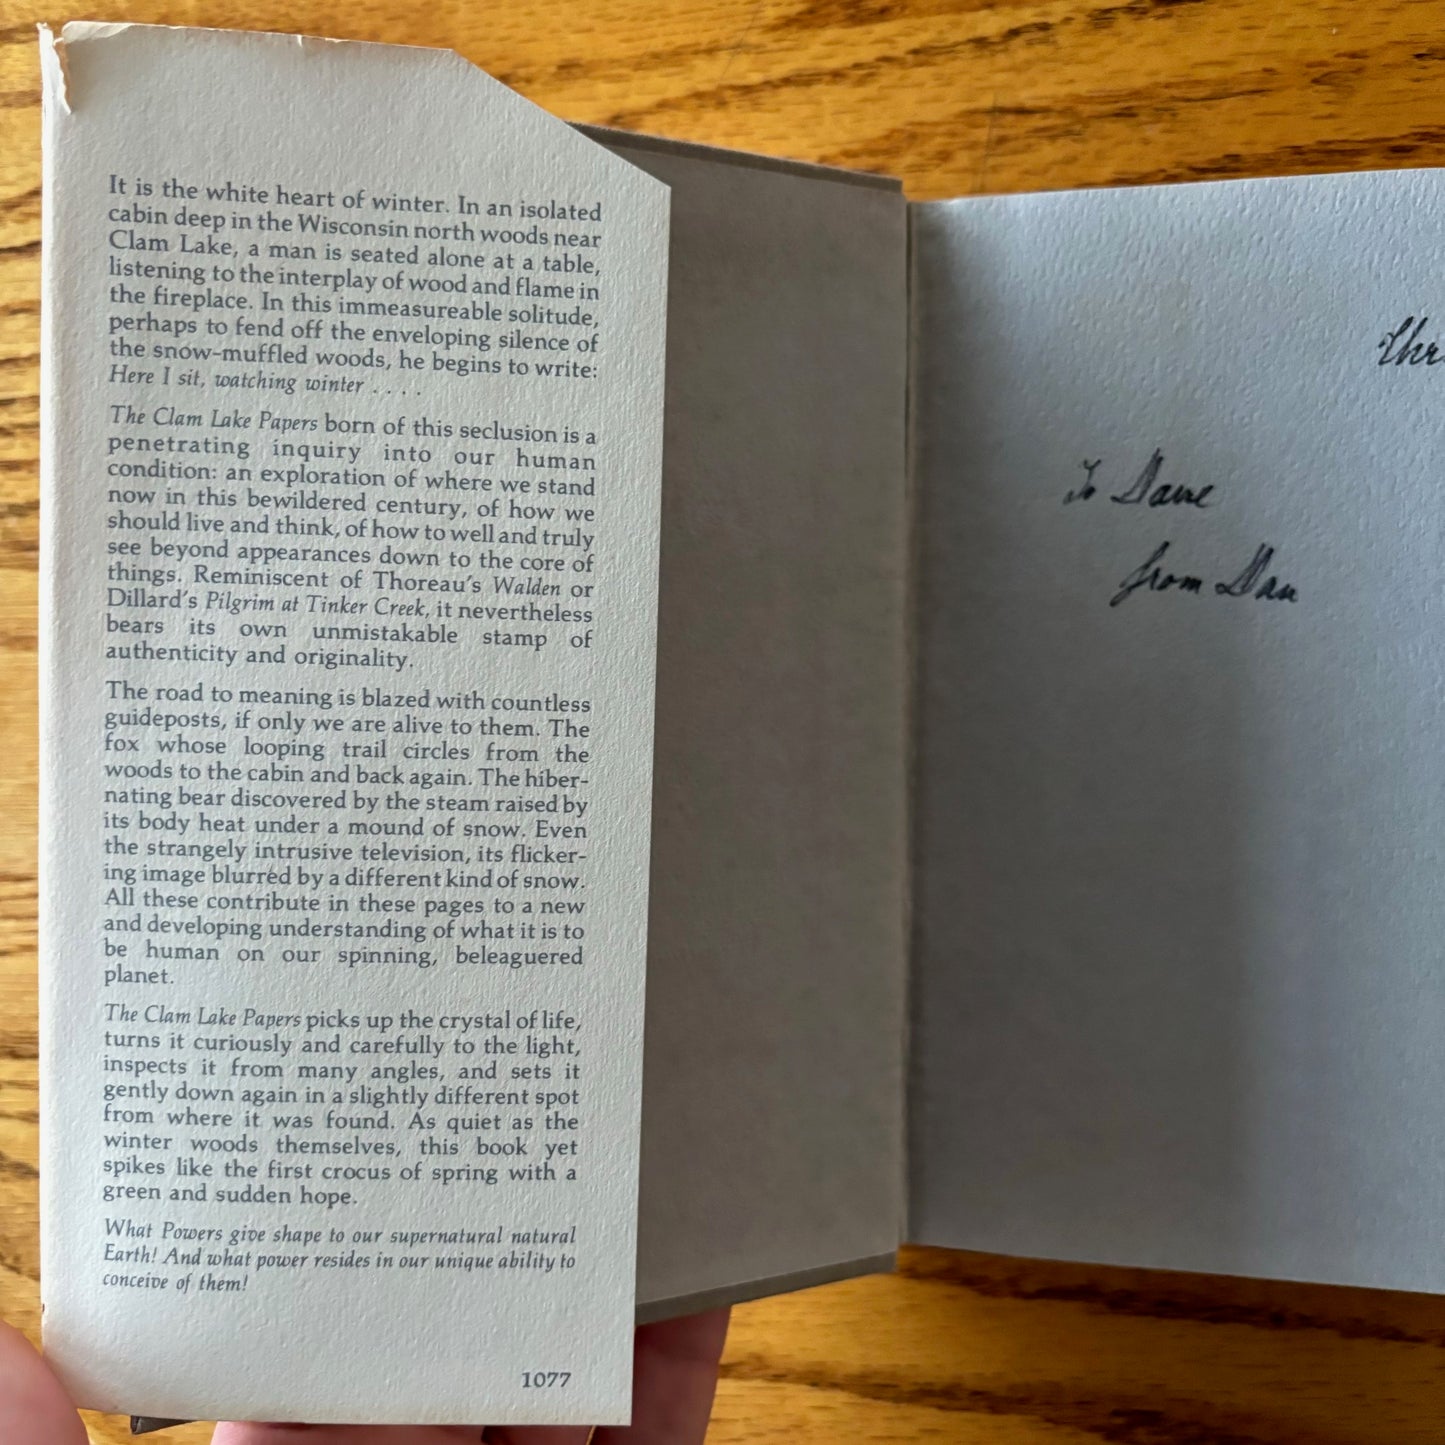 It is the white heart of winter. In an isolated
cabin deep in the Wisconsin north woods near
Clam Lake, a man is seated alone at a table,
listening to the interplay of wood and flame in
the fireplace. In this immeasureable solitude,
perhaps to fend off the enveloping silence of
the snow-muffled woods, he begins to write:
Here I sit, watching winter . . . .
The Clam Lake Papers born of this seclusion is a
penetrating inquiry into our human
condition: an exploration of where we stand
now in this bewildered century, of how we
should live and think, of how to well and truly
see beyond appearances down to the core of
things. Reminiscent of Thoreau's Walden or
Dillard's Pilgrim at Tinker Creek, it nevertheless
bears its own unmistakable stamp of
authenticity and originality.
The road to meaning is blazed with countless
guideposts, if only we are alive to them. The
fox whose looping trail circles from the
woods to the cabin and back again. The hiber-
nating bear discovered by the steam raised by
its body heat under a mound of snow. Even
the strangely intrusive television, its flicker-
ing image blurred by a different kind of snow.
All these contribute in these pages to a new
and developing understanding of what it is to
be human on our spinning, beleaguered
planet.
The Clam Lake Papers picks up the crystal of life,
turns it curiously and carefully to the light,
inspects it from many angles, and sets it
gently down again in a slightly different spot
from where it was found. As quiet as the
winter woods themselves, this book yet
spikes like the first crocus of spring with a
green and sudden hope.
What Powers give shape to our supernatural natural
Earth! And what power resides in our unique ability to
conceive of them!
1077
Chr
To Dave
from Dan